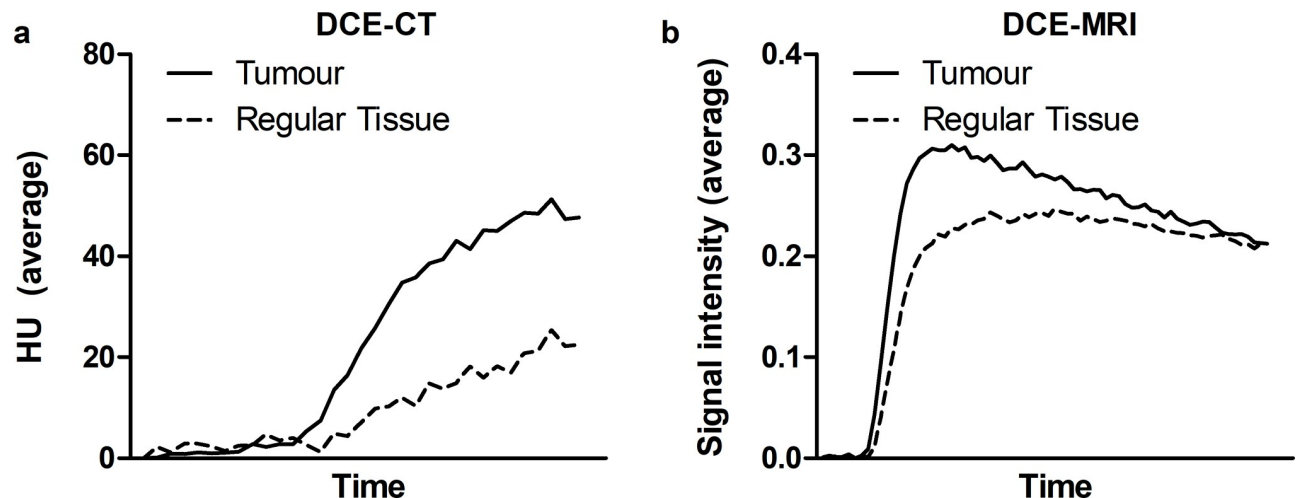 a
DCE-CT
80
60
40
20
0
HU (average)
Tumour
Regular Tissue
Time
b
DCE-MRI
0.4
0.3
0.2
0.1
0.0
Signal intensity (average)
Tumour
Regular Tissue
Time